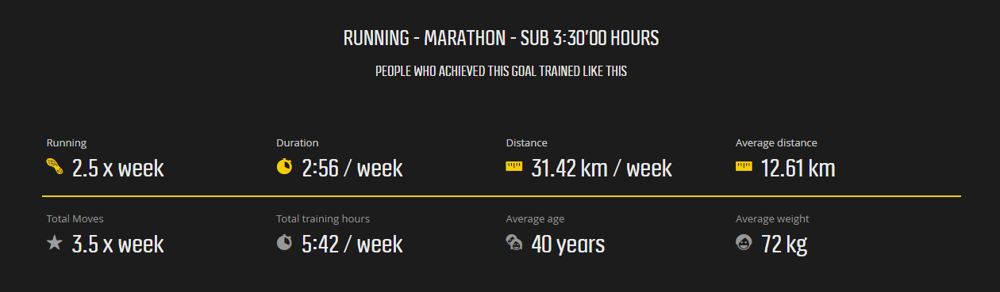 RUNNING - MARATHON - SUB 3:30'00 HOURS
PEOPLE WHO ACHIEVED THIS GOAL TRAINED LIKE THIS
Running Duration Distance Average distance
2.5 x week 2:56 / week 31.42 km / week 12.61 km
Total Moves Total training hours Average age Average weight
3.5 x week 5:42 / week 40 years 72 kg